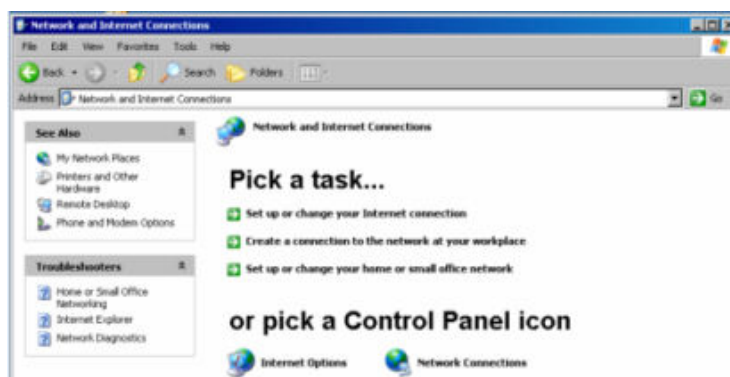 Network and Internet Connections
File Edit View Favorites Tools Help
Back Search Folders
Address Network and Internet Connections Go
See Also
My Network Places
Printers and Other
Hardware
Remote Desktop
Phone and Modem Options
Troubleshooters
Home or Small Office
Networking
Internet Explorer
Network Diagnostics
Network and Internet Connections
Pick a task...
Set up or change your Internet connection
Create a connection to the network at your workplace
Set up or change your home or small office network
or pick a Control Panel icon
Internet Options Network Connections